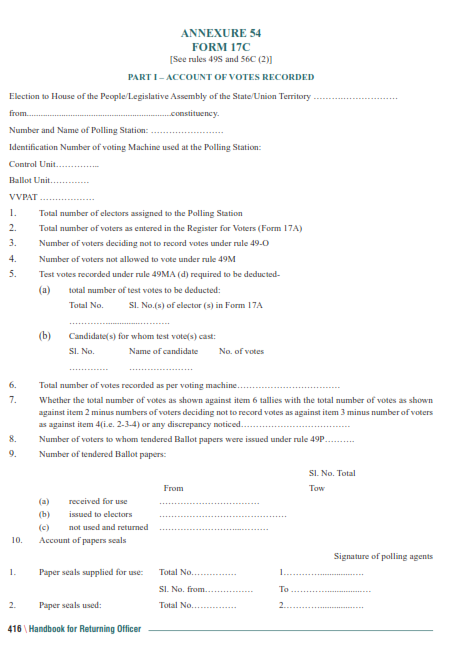 ANNEXURE 54
FORM 17C
[See rules 49S and 56C (2)]
PART I – ACCOUNT OF VOTES RECORDED
Election to House of the People/Legislative Assembly of the State/Union Territory ................................
from.................................................................constituency.
Number and Name of Polling Station: ........................
Identification Number of voting Machine used at the Polling Station:
Control Unit..............
Ballot Unit.............
VVPAT ..................
1. Total number of electors assigned to the Polling Station
2. Total number of voters as entered in the Register for Voters (Form 17A)
3. Number of voters deciding not to record votes under rule 49-O
4. Number of voters not allowed to vote under rule 49M
5. Test votes recorded under rule 49MA (d) required to be deducted-
(a) total number of test votes to be deducted:
Total No. Sl. No.(s) of elector (s) in Form 17A
....................................
(b) Candidate(s) for whom test vote(s) cast:
Sl. No. Name of candidate No. of votes
............. .....................
6. Total number of votes recorded as per voting machine..................................
7. Whether the total number of votes as shown against item 6 tallies with the total number of votes as shown
against item 2 minus numbers of voters deciding not to record votes as against item 3 minus number of voters
as against item 4(i.e. 2-3-4) or any discrepancy noticed....................................
8. Number of voters to whom tendered Ballot papers were issued under rule 49P..........
9. Number of tendered Ballot papers:
Sl. No. Total
From Tow
(a) received for use .................................
(b) issued to electors ..........................................
(c) not used and returned ....................................
10. Account of papers seals
Signature of polling agents
1. Paper seals supplied for use: Total No............... 1...........................
Sl. No. from................ To ..........................
2. Paper seals used: Total No............... 2...........................
416 \ Handbook for Returning Officer